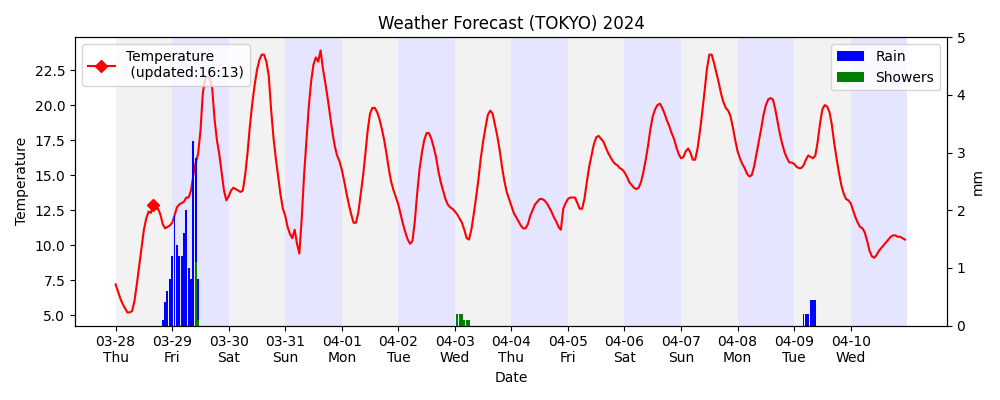 Weather Forecast (TOKYO) 2024
Temperature
(updated:16:13)
Rain
Showers
Temperature
22.5
20.0
17.5
15.0
12.5
10.0
7.5
5.0
5
4
3
2
1
0
mm
03-28 03-29 03-30 03-31 04-01 04-02 04-03 04-04 04-05 04-06 04-07 04-08 04-09 04-10
Thu Fri Sat Sun Mon Tue Wed Thu Fri Sat Sun Mon Tue Wed
Date